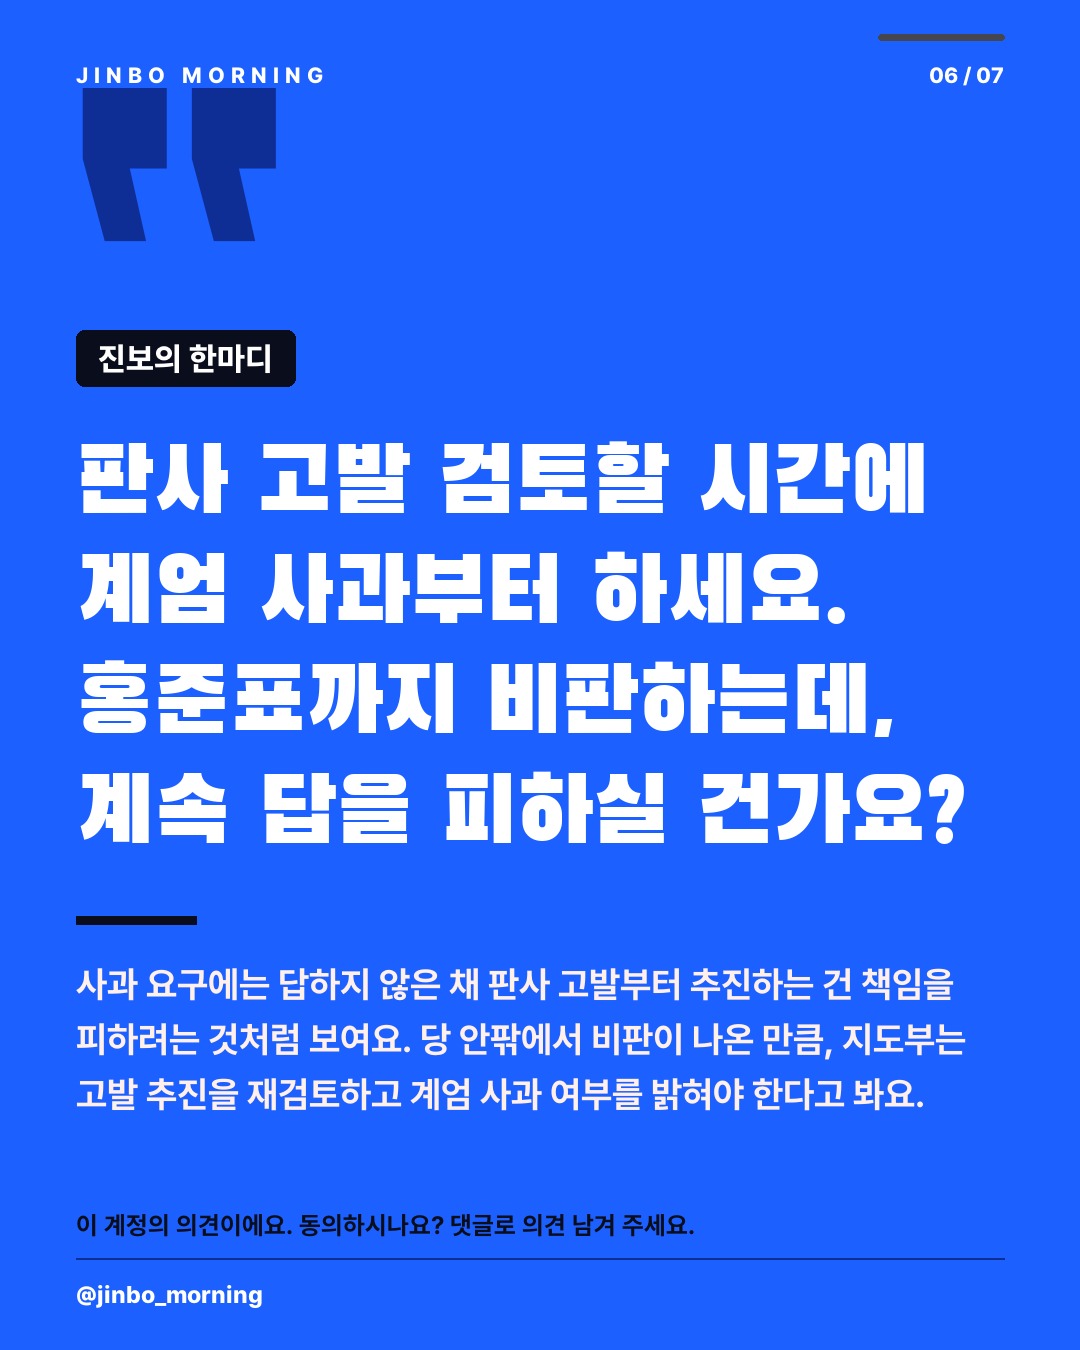 JINBO MORNING
06 / 07
진보의 한마디
판사 고발 검토할 시간에
계엄 사과부터 하세요.
홍준표까지 비판하는데,
계속 답을 피하실 건가요?
사과 요구에는 답하지 않은 채 판사 고발부터 추진하는 건 책임을
피하려는 것처럼 보여요. 당 안팎에서 비판이 나온 만큼, 지도부는
고발 추진을 재검토하고 계엄 사과 여부를 밝혀야 한다고 봐요.
이 계정의 의견이에요. 동의하시나요? 댓글로 의견 남겨 주세요.
@jinbo_morning